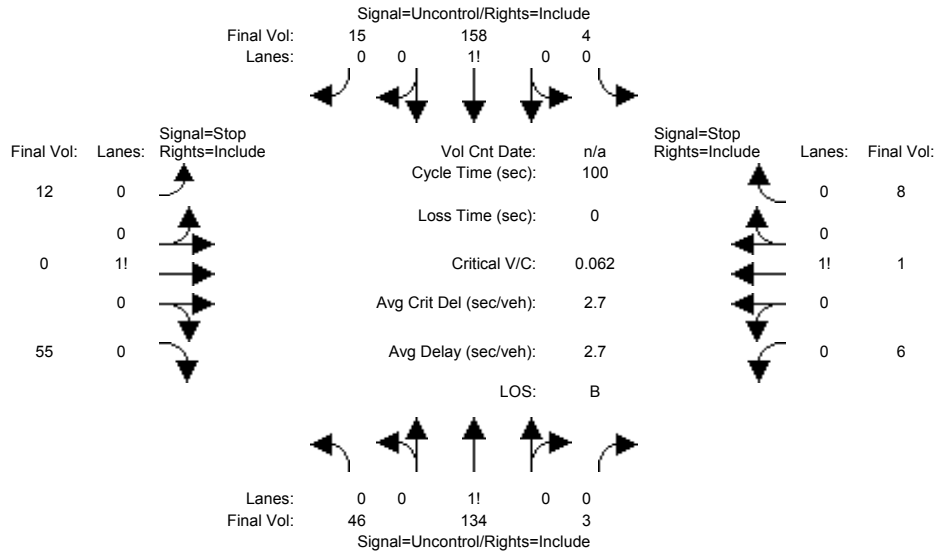 Signal=Uncontrol/Rights=Include
Final Vol: 15 158 4
Lanes: 0 0 1! 0 0
Signal=Stop
Final Vol: Lanes: Rights=Include
Vol Cnt Date: n/a
Signal=Stop
Rights=Include Lanes: Final Vol:
Cycle Time (sec): 100
12 0
0 8
Loss Time (sec): 0
0
0
0 1!
Critical V/C: 0.062
1! 1
0
Avg Crit Del (sec/veh): 2.7
0
55 0
Avg Delay (sec/veh): 2.7
0 6
LOS: B
Lanes: 0 0 1! 0 0
Final Vol: 46 134 3
Signal=Uncontrol/Rights=Include